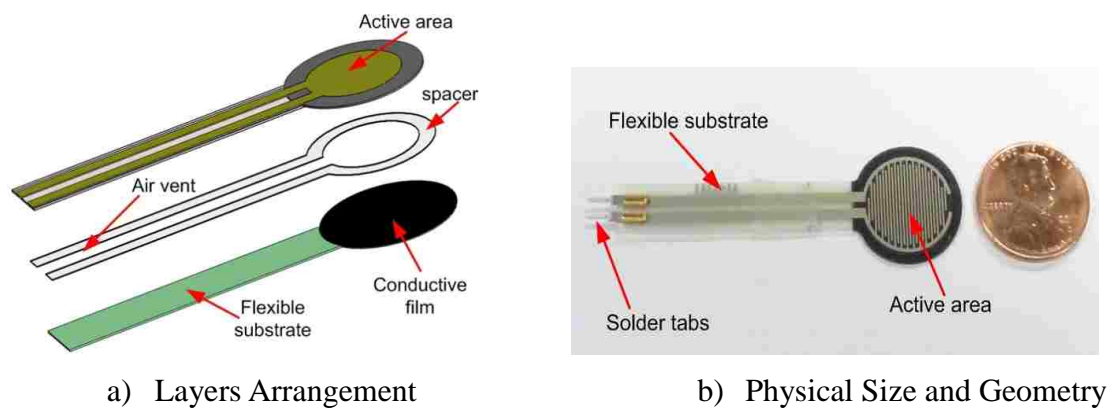 Active area
spacer
Air vent
Flexible
substrate
Conductive
film
a) Layers Arrangement
Flexible substrate
Solder tabs
Active area
b) Physical Size and Geometry